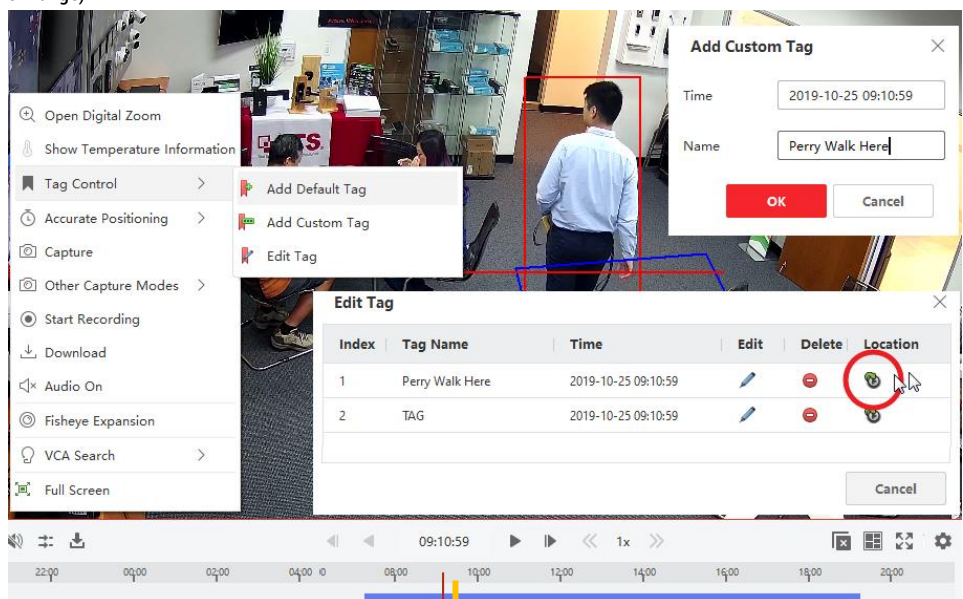 Add Custom Tag
Time
2019-10-25 09:10:59
Name
Perry Walk Here
OK
Cancel
Open Digital Zoom
Show Temperature Information
Tag Control
Accurate Positioning
Capture
Other Capture Modes
Start Recording
Download
Audio On
Fisheye Expansion
VCA Search
Full Screen
Add Default Tag
Add Custom Tag
Edit Tag
Edit Tag
Index Tag Name Time Edit Delete Location
1 Perry Walk Here 2019-10-25 09:10:59
2 TAG 2019-10-25 09:10:59
Cancel
09:10:59 1x
22:00 00:00 02:00 04:00 08:00 10:00 12:00 14:00 16:00 18:00 20:00